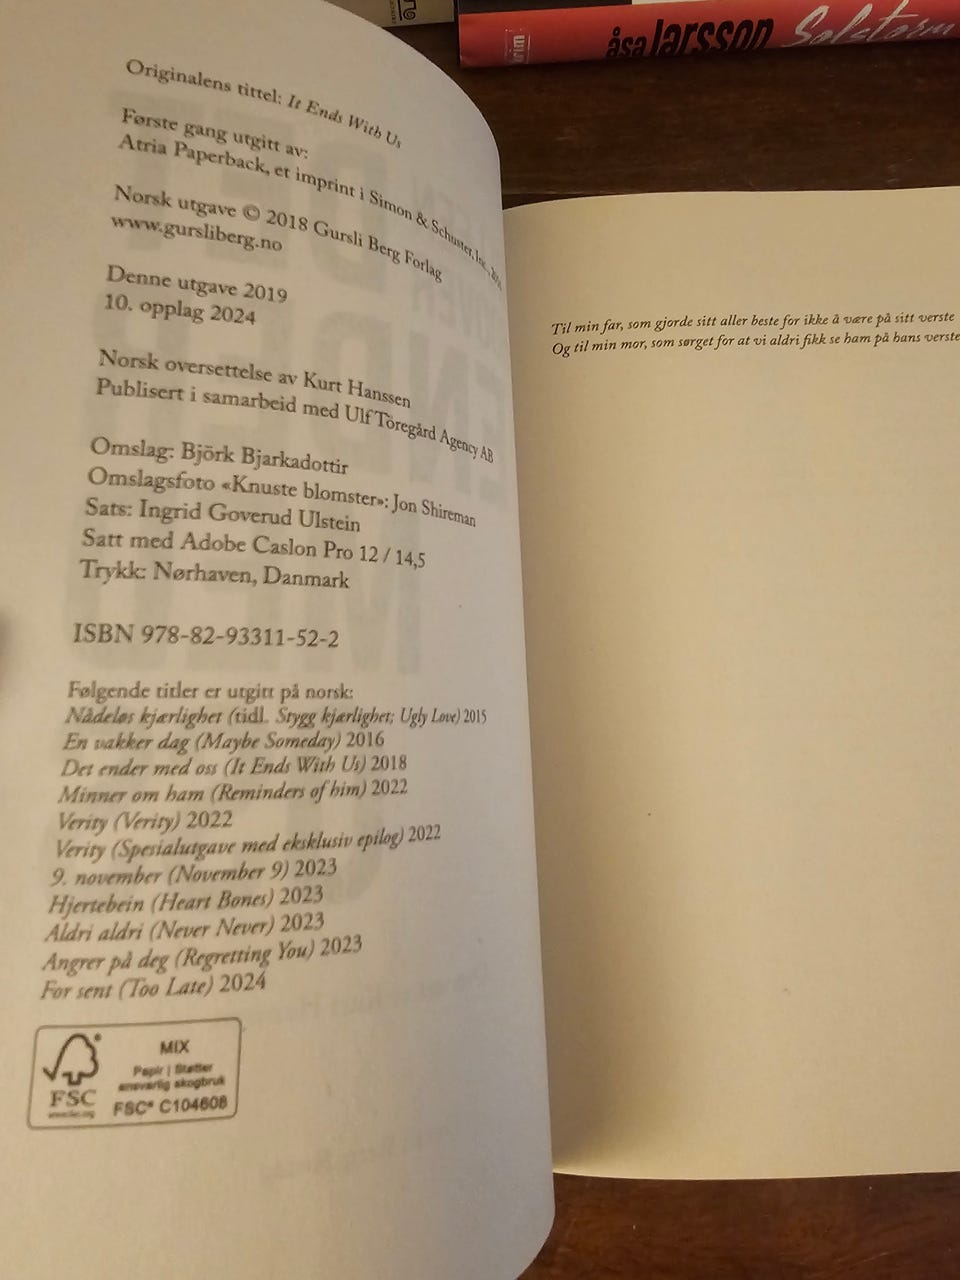 åsa larsson Solstorm
Originalens tittel: It Ends With Us
Første gang utgitt av:
Atria Paperback, et imprint i Simon & Schuster, Inc.,
Norsk utgave © 2018 Gursli Berg Forlag
www.gursliberg.no
Denne utgave 2019
10. opplag 2024
Norsk oversettelse av Kurt Hanssen
Publisert i samarbeid med Ulf Töregård Agency AB
Omslag: Björk Bjarkadottir
Omslagsfoto «Knuste blomster»: Jon Shireman
Sats: Ingrid Goverud Ulstein
Satt med Adobe Caslon Pro 12 / 14,5
Trykk: Nørhaven, Danmark
ISBN 978-82-93311-52-2
Følgende titler er utgitt på norsk:
Nådeløs kjærlighet (tidl. Stygg kjærlighet; Ugly Love) 2015
En vakker dag (Maybe Someday) 2016
Det ender med oss (It Ends With Us) 2018
Minner om ham (Reminders of him) 2022
Verity (Verity) 2022
Verity (Spesialutgave med eksklusiv epilog) 2022
9. november (November 9) 2023
Hjertebein (Heart Bones) 2023
Aldri aldri (Never Never) 2023
Angrer på deg (Regretting You) 2023
For sent (Too Late) 2024
FSC
MIX
Papir | Støtter
ansvarlig skogbruk
FSC® C104608
Til min far, som gjorde sitt aller beste for ikke å være på sitt verste
Og til min mor, som sørget for at vi aldri fikk se ham på hans verste